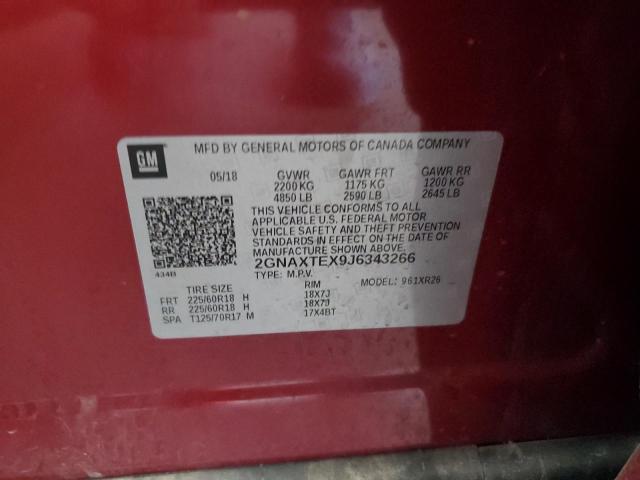 GM
MFD BY GENERAL MOTORS OF CANADA COMPANY
05/18 GVWR GAWR FRT GAWR RR
2200 KG 1175 KG 1200 KG
4850 LB 2590 LB 2645 LB
THIS VEHICLE CONFORMS TO ALL
APPLICABLE U.S. FEDERAL MOTOR
VEHICLE SAFETY AND THEFT PREVENTION
STANDARDS IN EFFECT ON THE DATE OF
MANUFACTURE SHOWN ABOVE.
2GNAXTEX9J6343266
434B TYPE: M.P.V. MODEL: 961XR26
TIRE SIZE RIM
FRT 225/60R18 H 18X7J
RR 225/60R18 H 18X7J
SPA T125/70R17 M 17X4BT